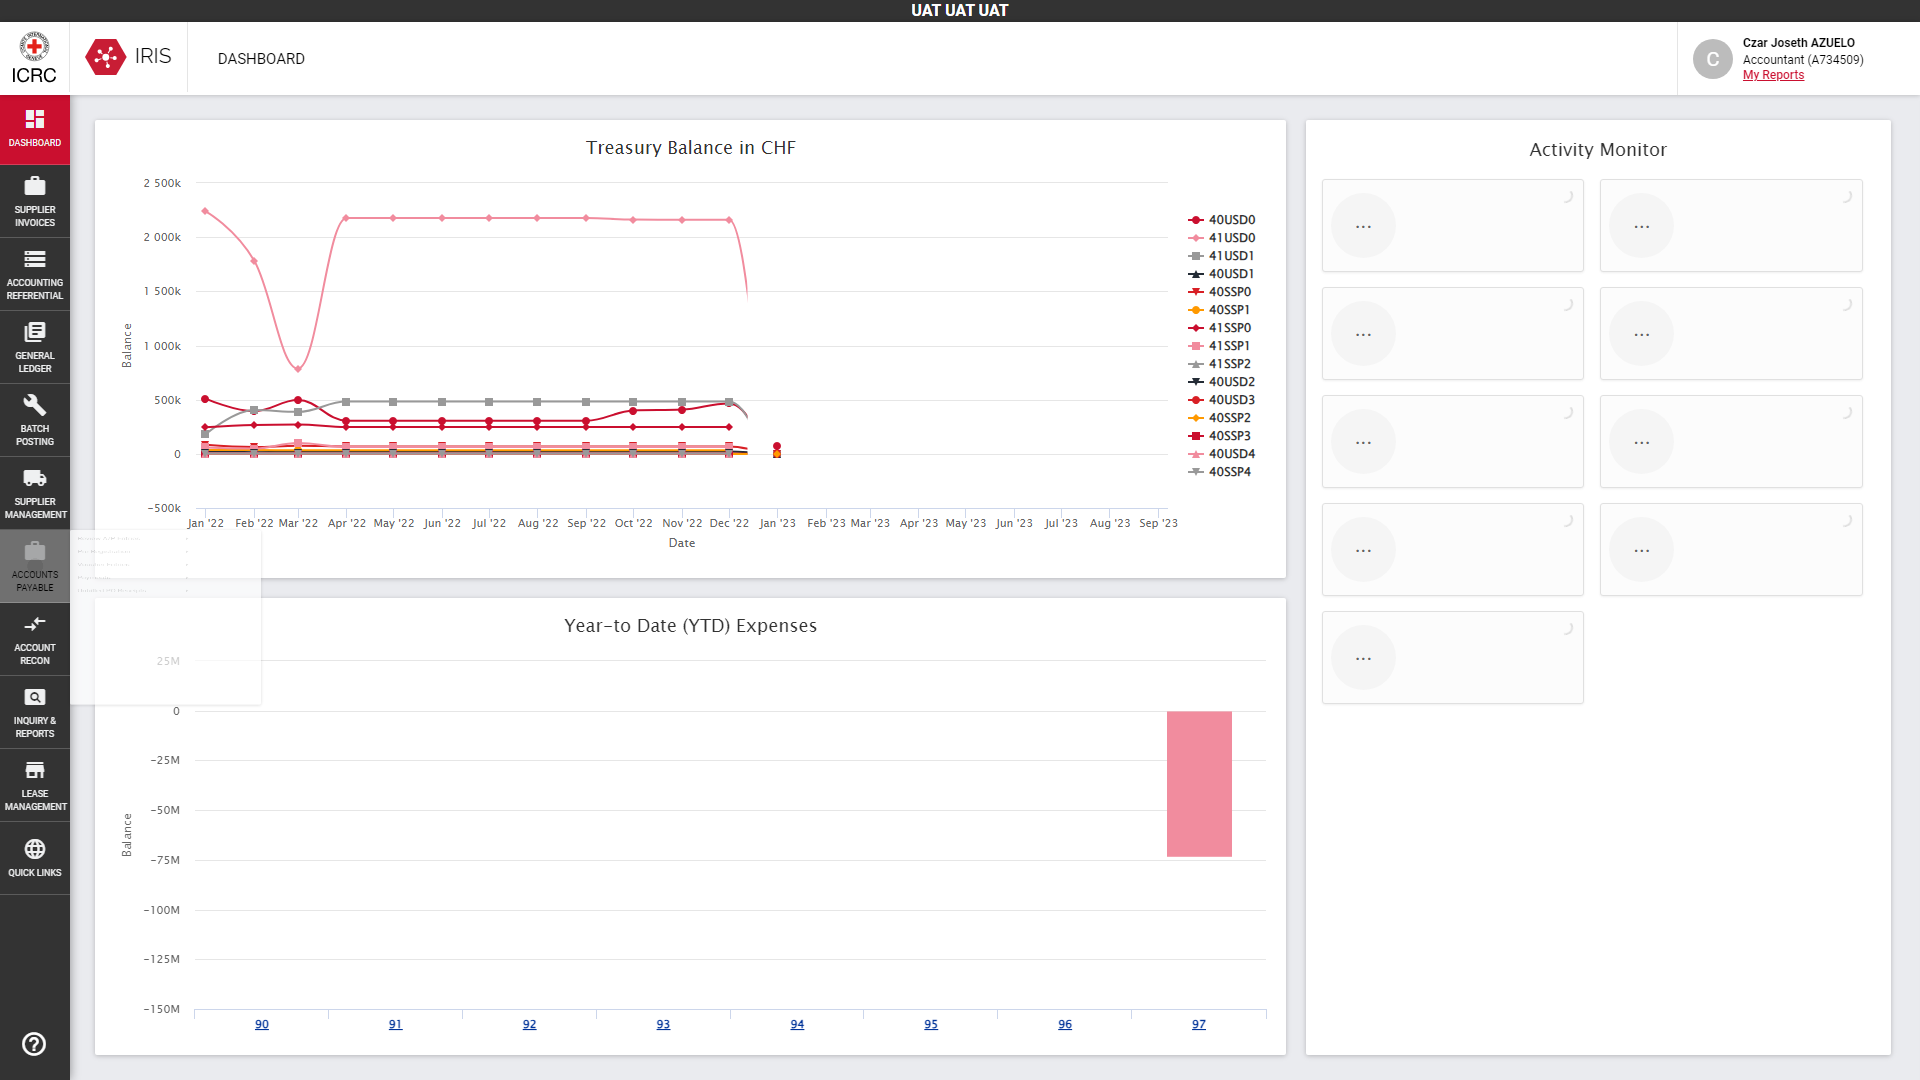 UAT UAT UAT
ICRC
IRIS
DASHBOARD
Czar Joseth AZUELO
Accountant (A734509)
My Reports
C
DASHBOARD
SUPPLIER
INVOICES
ACCOUNTING
REFERENTIAL
GENERAL
LEDGER
BATCH
POSTING
SUPPLIER
MANAGEMENT
ACCOUNTS
PAYABLE
ACCOUNT
RECON
INQUIRY &
REPORTS
LEASE
MANAGEMENT
QUICK LINKS
Treasury Balance in CHF
2 500k
2 000k
1 500k
1 000k
500k
0
−500k
Balance
Jan '22 Feb '22 Mar '22 Apr '22 May '22 Jun '22 Jul '22 Aug '22 Sep '22 Oct '22 Nov '22 Dec '22 Jan '23 Feb '23 Mar '23 Apr '23 May '23 Jun '23 Jul '23 Aug '23 Sep '23
Date
40USD0
41USD0
41USD1
40USD1
40SSP0
40SSP1
41SSP0
41SSP1
41SSP2
40USD2
40USD3
40SSP2
40SSP3
40USD4
40SSP4
Year-to Date (YTD) Expenses
25M
0
−25M
−50M
−75M
−100M
−125M
−150M
Balance
90 91 92 93 94 95 96 97
Activity Monitor
... ...
... ...
... ...
... ...
...